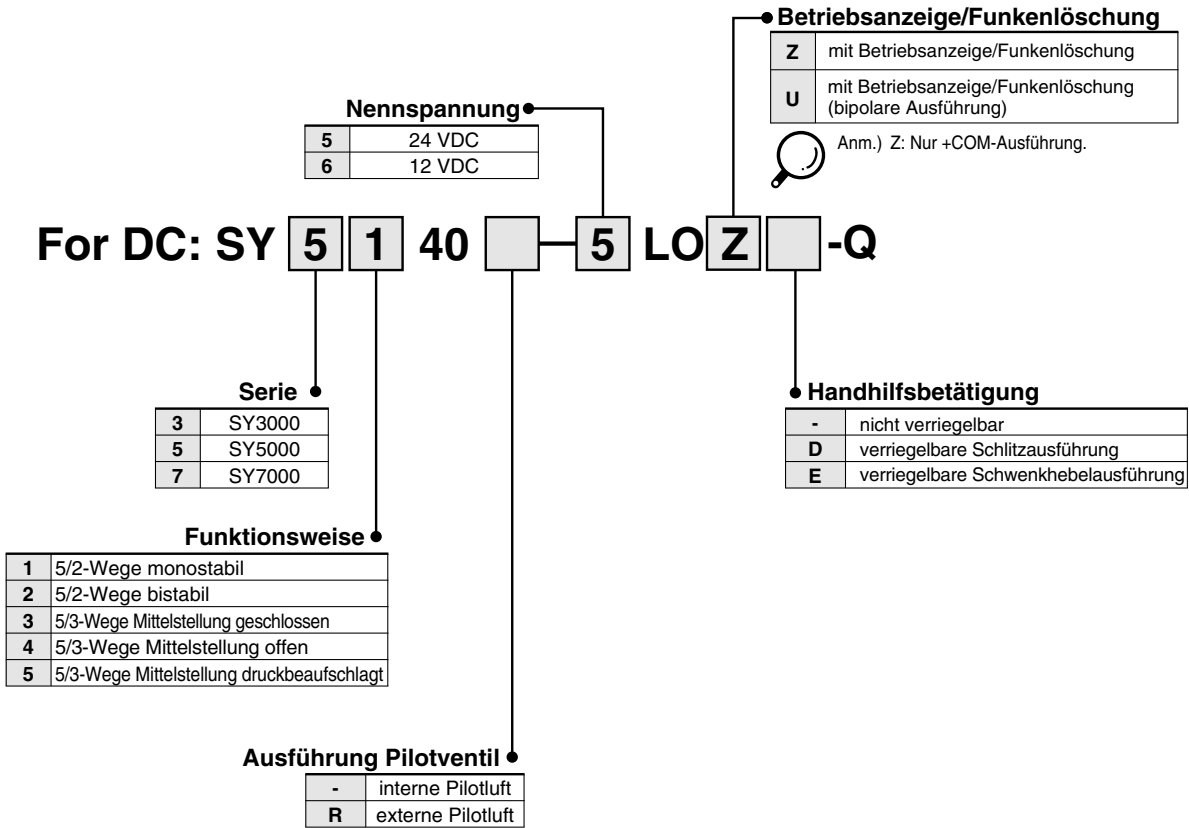 Betriebsanzeige/Funkenlöschung
Z mit Betriebsanzeige/Funkenlöschung
U mit Betriebsanzeige/Funkenlöschung
(bipolare Ausführung)
Anm.) Z: Nur +COM-Ausführung.
Nennspannung
5 24 VDC
6 12 VDC
For DC: SY 5 1 40 - 5 LO Z -Q
Serie
3 SY3000
5 SY5000
7 SY7000
Handhilfsbetätigung
- nicht verriegelbar
D verriegelbare Schlitzausführung
E verriegelbare Schwenkhebelausführung
Funktionsweise
1 5/2-Wege monostabil
2 5/2-Wege bistabil
3 5/3-Wege Mittelstellung geschlossen
4 5/3-Wege Mittelstellung offen
5 5/3-Wege Mittelstellung druckbeaufschlagt
Ausführung Pilotventil
- interne Pilotluft
R externe Pilotluft